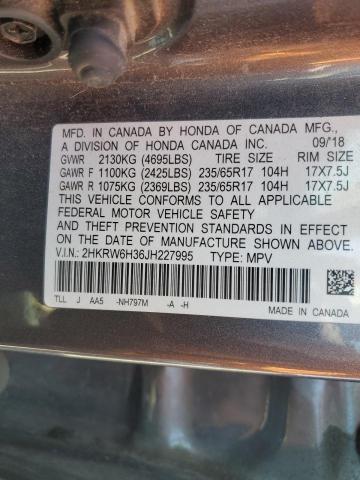 MFD. IN CANADA BY HONDA OF CANADA MFG.,
A DIVISION OF HONDA CANADA INC. 09/18
GVWR 2130KG (4695LBS) TIRE SIZE RIM SIZE
GAWR F 1100KG (2425LBS) 235/65R17 104H 17X7.5J
GAWR R 1075KG (2369LBS) 235/65R17 104H 17X7.5J
THIS VEHICLE CONFORMS TO ALL APPLICABLE
FEDERAL MOTOR VEHICLE SAFETY
AND THEFT PREVENTION STANDARDS IN EFFECT ON THE
DATE OF MANUFACTURE SHOWN ABOVE.
V.I.N.: 2HKRW6H36JH227995 TYPE: MPV
TLL J AA5 -NH797M -A -H
MADE IN CANADA